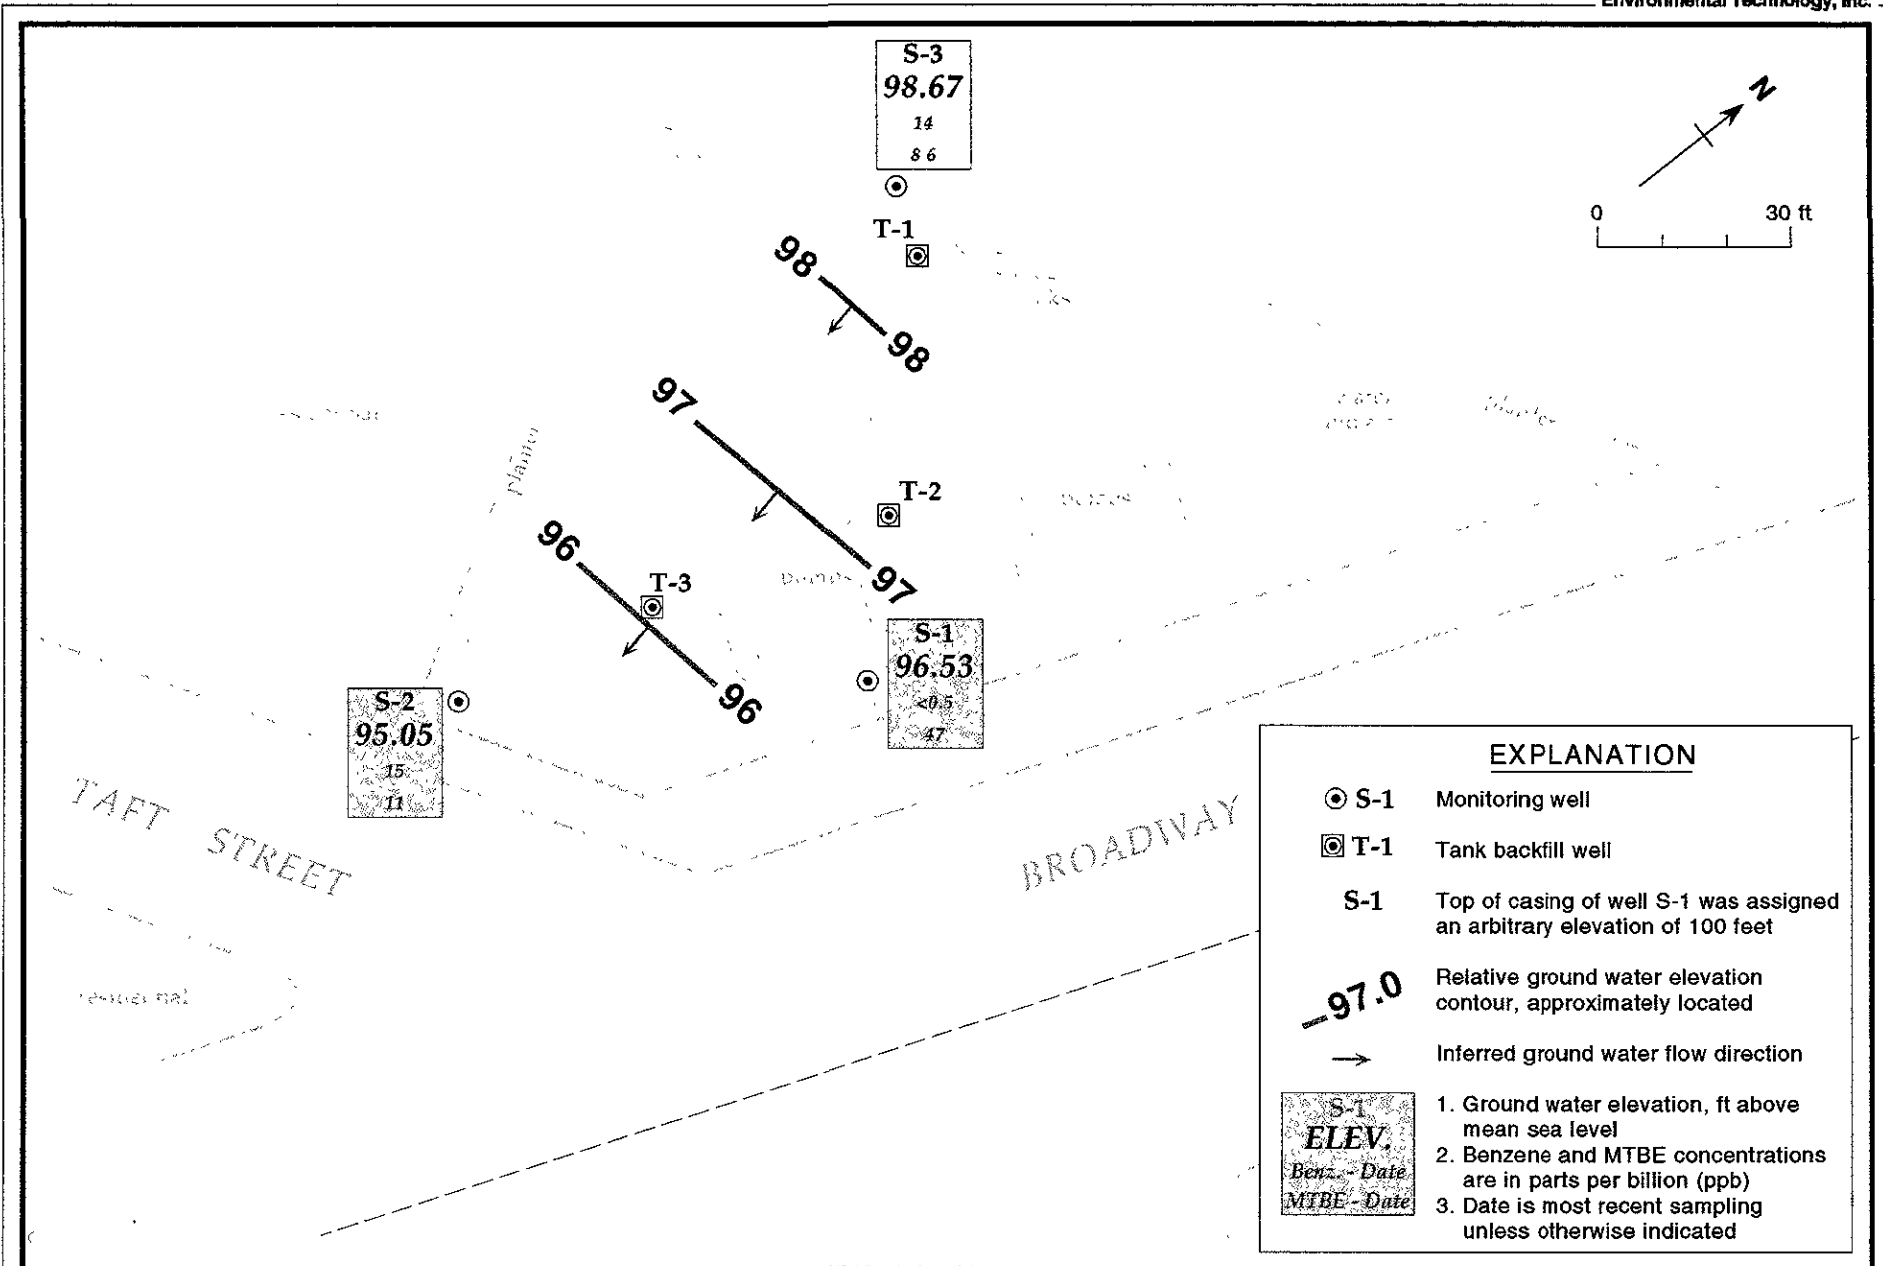 Environmental Technology, Inc.
S-3
98.67
14
8 6
N
0 30 ft
T-1
98
98
97
planter
T-2
96
97
T-3
S-1
96.53
<0.5
47
96
S-2
95.05
15
11
TAFT STREET
BROADWAY
EXPLANATION
S-1 Monitoring well
T-1 Tank backfill well
S-1 Top of casing of well S-1 was assigned
an arbitrary elevation of 100 feet
97.0 Relative ground water elevation
contour, approximately located
Inferred ground water flow direction
S-1
ELEV.
Benz. - Date
MTBE - Date
1. Ground water elevation, ft above
mean sea level
2. Benzene and MTBE concentrations
are in parts per billion (ppb)
3. Date is most recent sampling
unless otherwise indicated